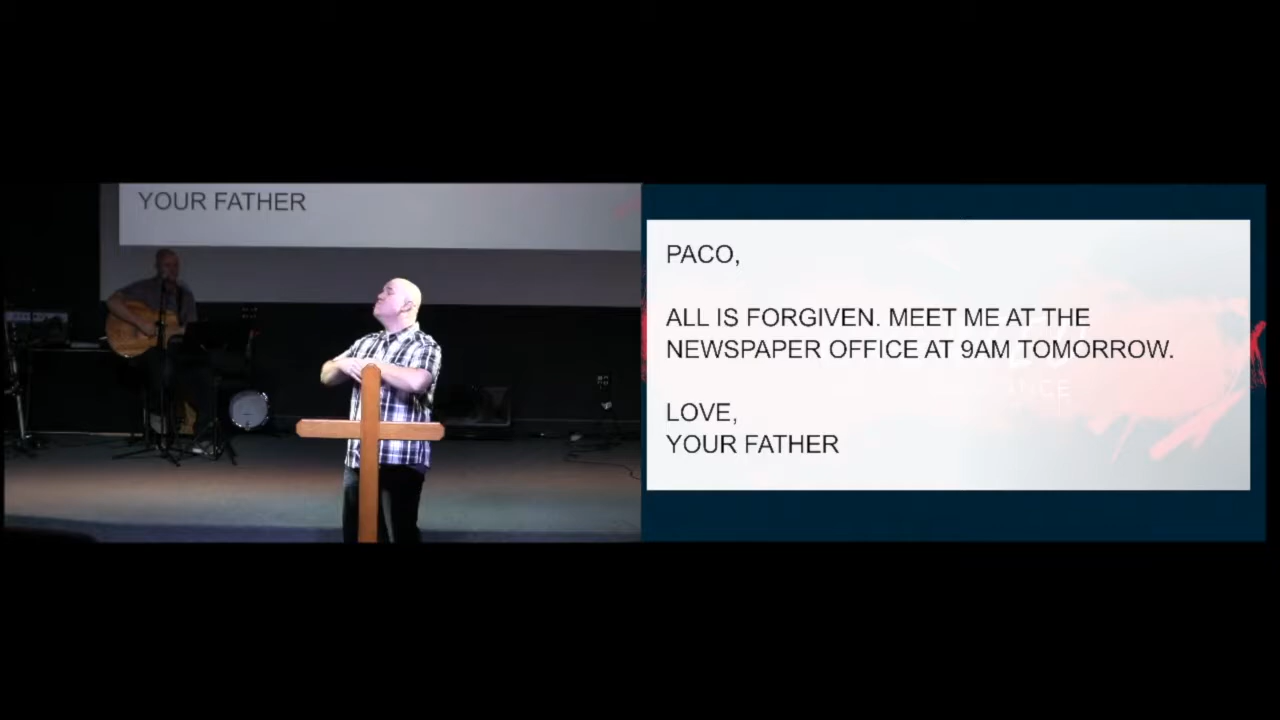 YOUR FATHER
PACO,
ALL IS FORGIVEN. MEET ME AT THE
NEWSPAPER OFFICE AT 9AM TOMORROW.
LOVE,
YOUR FATHER